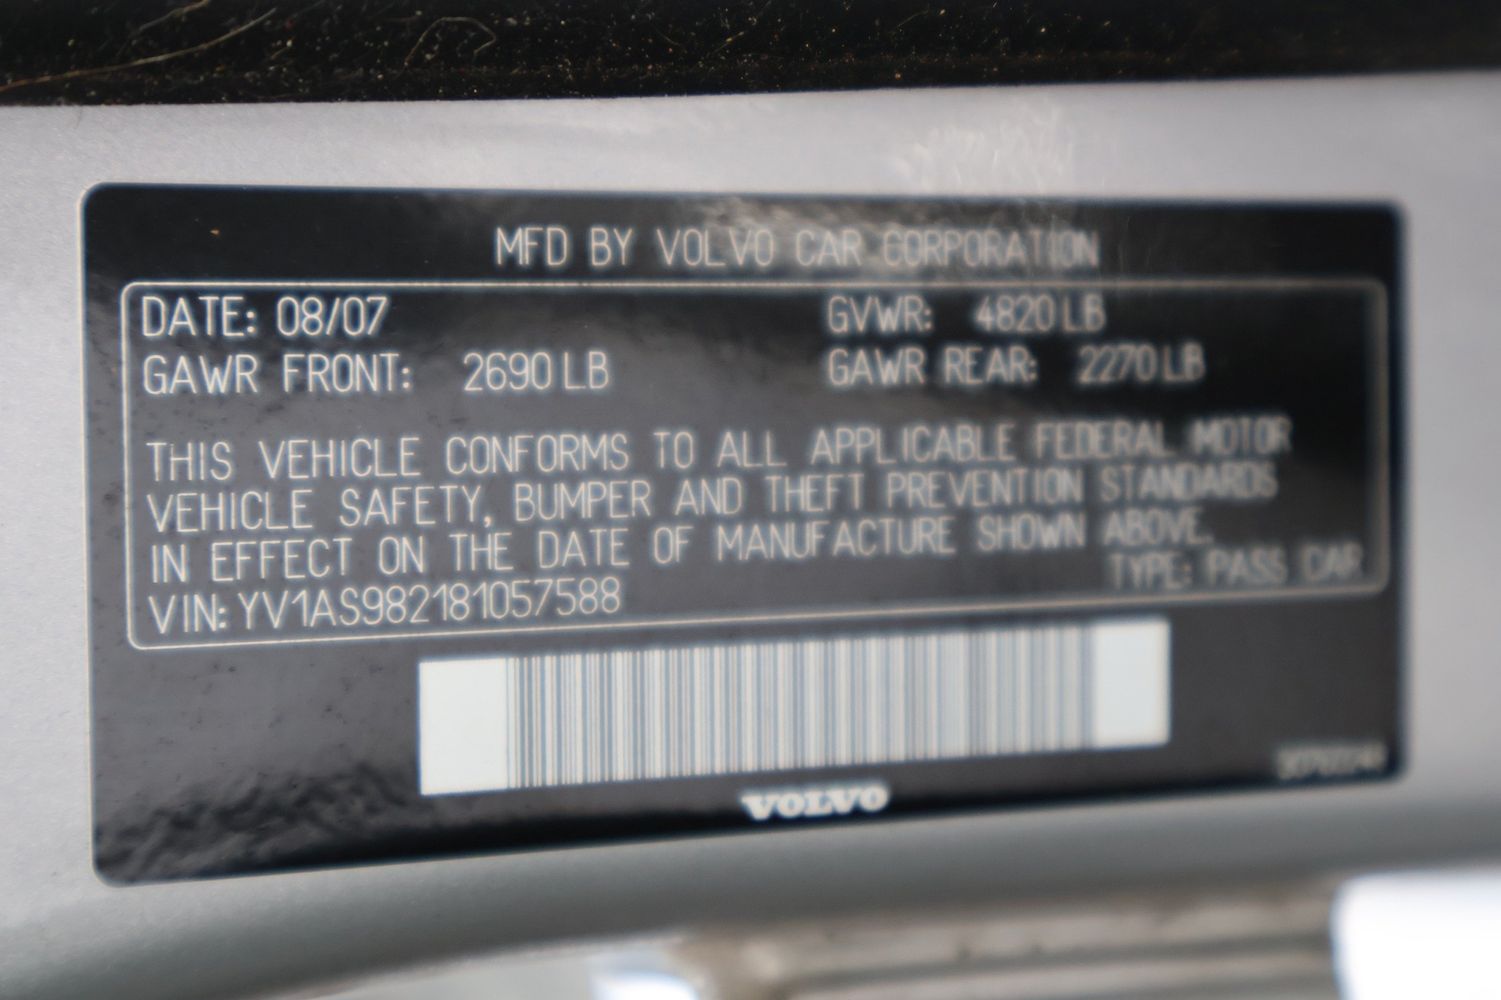 MFD BY VOLVO CAR CORPORATION
DATE: 08/07 GVWR: 4820 LB
GAWR FRONT: 2690 LB GAWR REAR: 2270 LB
THIS VEHICLE CONFORMS TO ALL APPLICABLE FEDERAL MOTOR
VEHICLE SAFETY, BUMPER AND THEFT PREVENTION STANDARDS
IN EFFECT ON THE DATE OF MANUFACTURE SHOWN ABOVE.
TYPE: PASS CAR
VIN: YV1AS982181057588
VOLVO